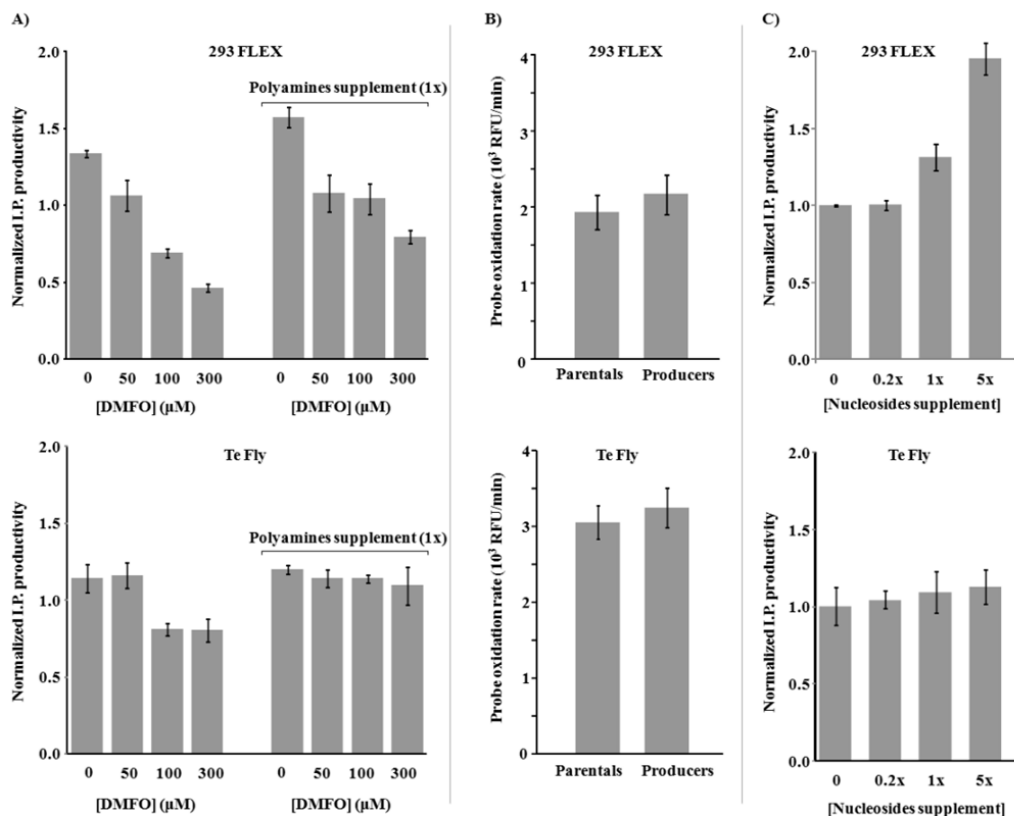 A)
293 FLEX
Polyamines supplement (1x)
Normalized I.P. productivity
2.0
1.5
1.0
0.5
0.0
0 50 100 300 0 50 100 300
[DMFO] (µM) [DMFO] (µM)
Te Fly
Polyamines supplement (1x)
Normalized I.P. productivity
2.0
1.5
1.0
0.5
0.0
0 50 100 300 0 50 100 300
[DMFO] (µM) [DMFO] (µM)
B)
293 FLEX
Probe oxidation rate (10³ RFU/min)
4
3
2
1
0
Parentals Producers
Te Fly
Probe oxidation rate (10³ RFU/min)
4
3
2
1
0
Parentals Producers
C)
293 FLEX
Normalized I.P. productivity
2.0
1.5
1.0
0.5
0.0
0 0.2x 1x 5x
[Nucleosides supplement]
Te Fly
Normalized I.P. productivity
2.0
1.5
1.0
0.5
0.0
0 0.2x 1x 5x
[Nucleosides supplement]